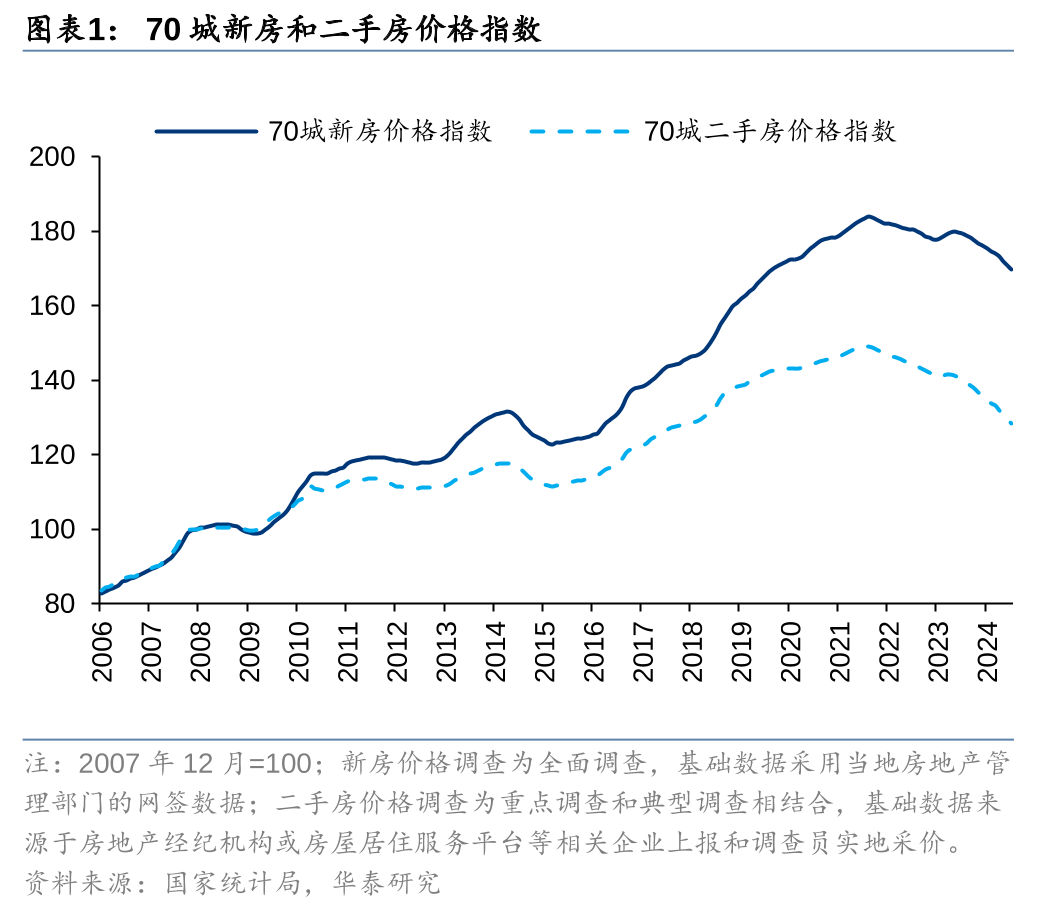 图表1： 70 城新房和二手房价格指数
70城新房价格指数 70城二手房价格指数
200
180
160
140
120
100
80
2006 2007 2008 2009 2010 2011 2012 2013 2014 2015 2016 2017 2018 2019 2020 2021 2022 2023 2024
注：2007 年 12 月=100；新房价格调查为全面调查，基础数据采用当地房地产管
理部门的网签数据；二手房价格调查为重点调查和典型调查相结合，基础数据来
源于房地产经纪机构或房屋居住服务平台等相关企业上报和调查员实地采价。
资料来源：国家统计局，华泰研究